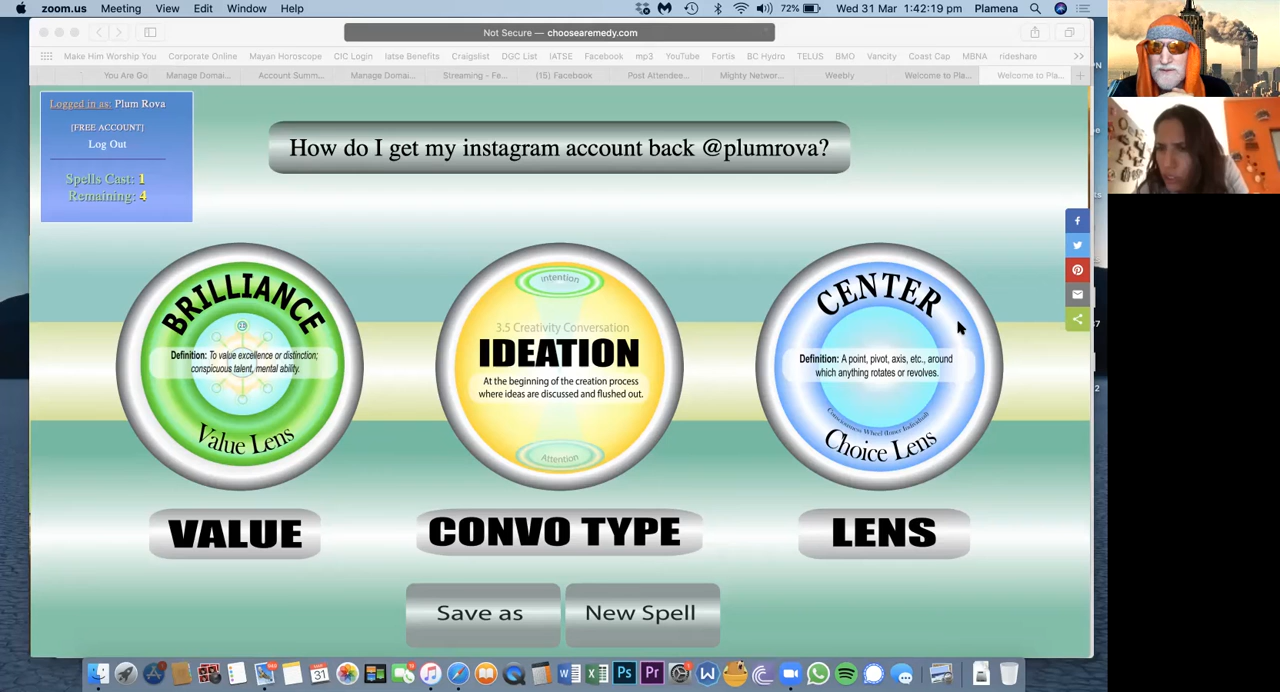 zoom.us Meeting View Edit Window Help
72% Wed 31 Mar 1:42:19 pm Plamena
Not Secure — choosearemedy.com
Make Him Worship You Corporate Online Mayan Horoscope CIC Login Iatse Benefits Craigslist DGC List IATSE Facebook mp3 YouTube Fortis BC Hydro TELUS BMO Vancity Coast Cap MBNA rideshare
You Are Go Manage Domai... Account Summ... Manage Domai... Streaming - Fe... (15) Facebook Post Attendee... Mighty Networ... Weebly Welcome to Pla... Welcome to Pla...
Logged in as: Plum Rova
[FREE ACCOUNT]
Log Out
Spells Cast: 1
Remaining: 4
How do I get my instagram account back @plumrova?
BRILLIANCE
Definition: To value excellence or distinction;
conspicuous talent, mental ability.
Value Lens
intention
3.5 Creativity Conversation
IDEATION
At the beginning of the creation process
where ideas are discussed and flushed out.
Attention
CENTER
Definition: A point, pivot, axis, etc., around
which anything rotates or revolves.
Consciousness Wheel (Inner Individual)
Choice Lens
VALUE
CONVO TYPE
LENS
Save as
New Spell